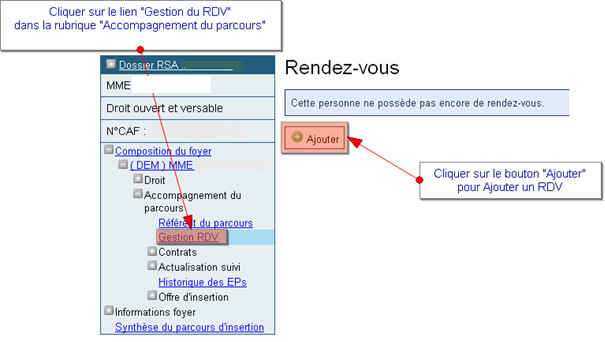 Cliquer sur le lien "Gestion du RDV"
dans la rubrique "Accompagnement du parcours"
Dossier RSA ..
MME
Droit ouvert et versable
N°CAF :
Composition du foyer
( DEM ) MME
Droit
Accompagnement du
parcours
Référent du parcours
Gestion RDV
Contrats
Actualisation suivi
Historique des EPs
Offre d'insertion
Informations foyer
Synthèse du parcours d'insertion
Rendez-vous
Cette personne ne possède pas encore de rendez-vous.
Ajouter
Cliquer sur le bouton "Ajouter"
pour Ajouter un RDV